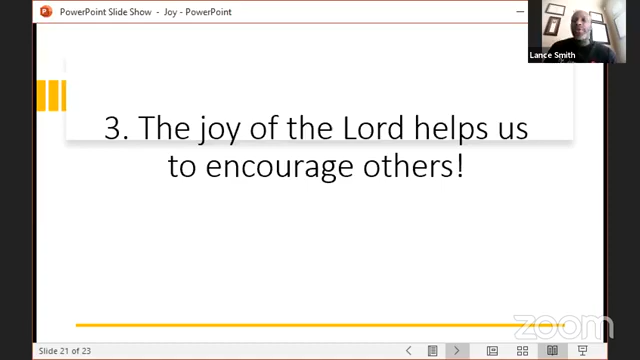 PowerPoint Slide Show - Joy - PowerPoint
Lance Smith
3. The joy of the Lord helps us
to encourage others!
zoom
Slide 21 of 23